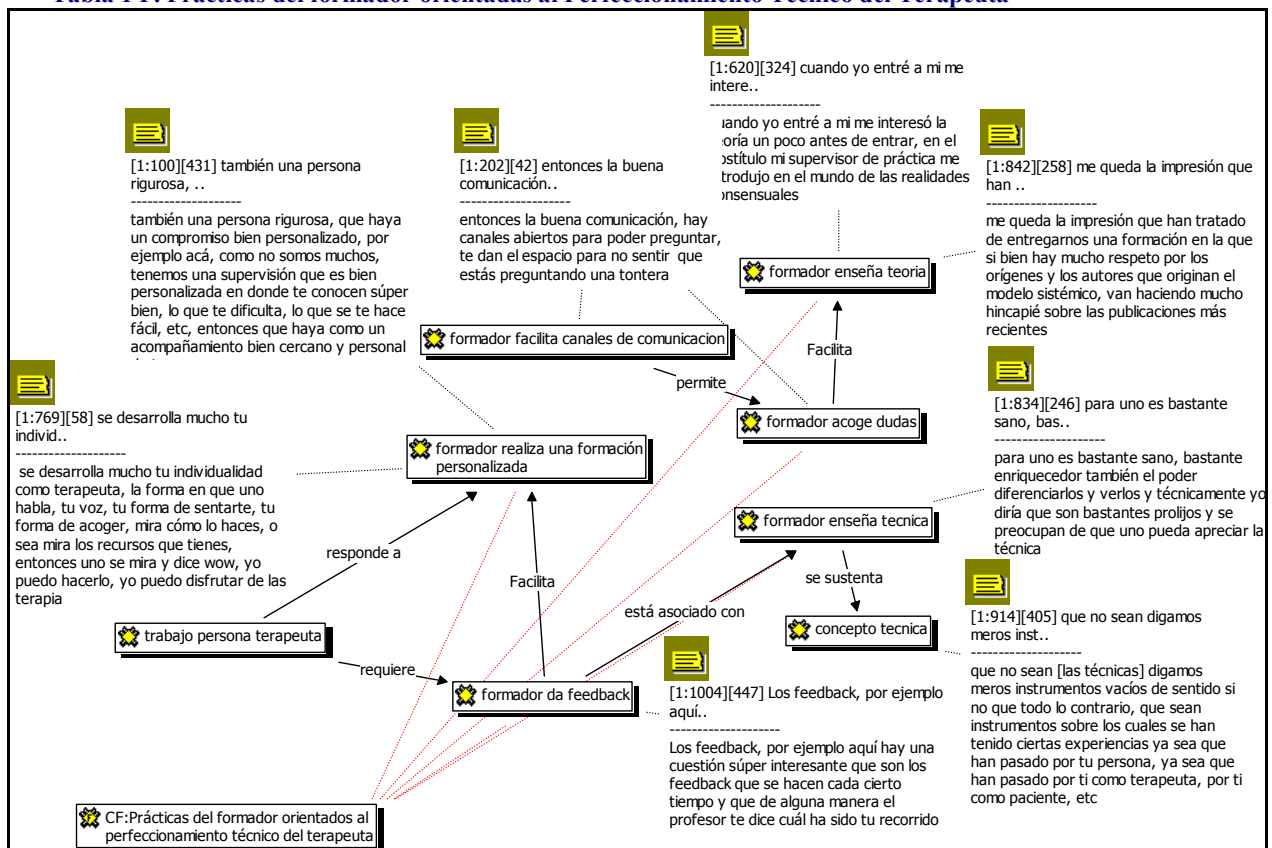 [1:620][324] cuando yo entré a mi me
intere..
--------------------
uando yo entré a mi me interesó la
eoría un poco antes de entrar, en el
ostítulo mi supervisor de práctica me
trodujo en el mundo de las realidades
onsensuales
[1:100][431] también una persona
rigurosa, ..
--------------------
también una persona rigurosa, que haya
un compromiso bien personalizado, por
ejemplo acá, como no somos muchos,
tenemos una supervisión que es bien
personalizada en donde te conocen súper
bien, lo que te dificulta, lo que se te hace
fácil, etc, entonces que haya como un
acompañamiento bien cercano y personal
[1:202][42] entonces la buena
comunicación..
--------------------
entonces la buena comunicación, hay
canales abiertos para poder preguntar,
te dan el espacio para no sentir que
estás preguntando una tontera
[1:842][258] me queda la impresión que
han ..
--------------------
me queda la impresión que han tratado
de entregarnos una formación en la que
si bien hay mucho respeto por los
orígenes y los autores que originan el
modelo sistémico, van haciendo mucho
hincapié sobre las publicaciones más
recientes
formador enseña teoria
formador facilita canales de comunicacion
Facilita
permite
[1:769][58] se desarrolla mucho tu
individ..
--------------------
se desarrolla mucho tu individualidad
como terapeuta, la forma en que uno
habla, tu voz, tu forma de sentarte, tu
forma de acoger, mira cómo lo haces, o
sea mira los recursos que tienes,
entonces uno se mira y dice wow, yo
puedo hacerlo, yo puedo disfrutar de las
terapia
formador acoge dudas
[1:834][246] para uno es bastante
sano, bas..
--------------------
para uno es bastante sano, bastante
enriquecedor también el poder
diferenciarlos y verlos y técnicamente yo
diría que son bastantes prolijos y se
preocupan de que uno pueda apreciar la
técnica
formador realiza una formación
personalizada
formador enseña tecnica
responde a
Facilita
se sustenta
está asociado con
trabajo persona terapeuta
concepto tecnica
[1:914][405] que no sean digamos
meros inst..
--------------------
que no sean [las técnicas] digamos
meros instrumentos vacíos de sentido si
no que todo lo contrario, que sean
instrumentos sobre los cuales se han
tenido ciertas experiencias ya sea que
han pasado por tu persona, ya sea que
han pasado por ti como terapeuta, por ti
como paciente, etc
requiere
formador da feedback
[1:1004][447] Los feedback, por ejemplo
aquí..
--------------------
Los feedback, por ejemplo aquí hay una
cuestión súper interesante que son los
feedback que se hacen cada cierto
tiempo y que de alguna manera el
profesor te dice cuál ha sido tu recorrido
CF:Prácticas del formador orientados al
perfeccionamiento técnico del terapeuta